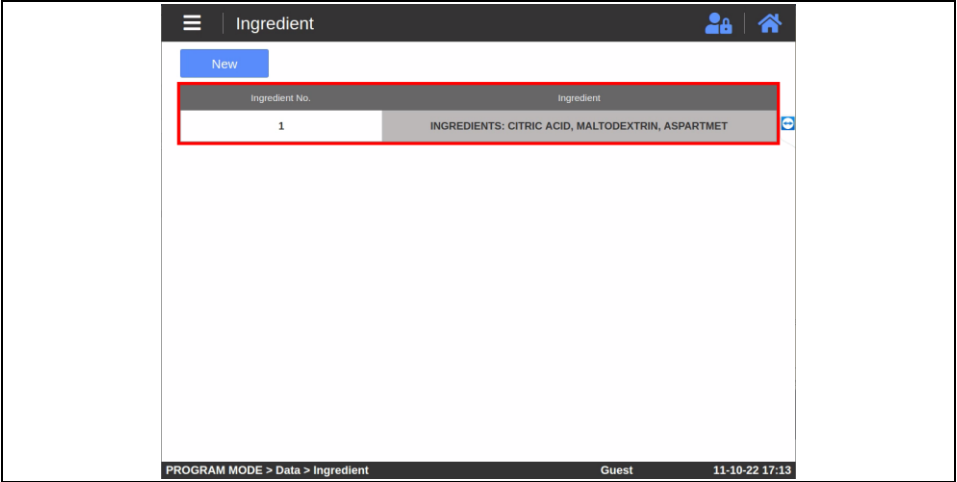 Ingredient
New
Ingredient No. Ingredient
1 INGREDIENTS: CITRIC ACID, MALTODEXTRIN, ASPARTMET
PROGRAM MODE > Data > Ingredient Guest 11-10-22 17:13